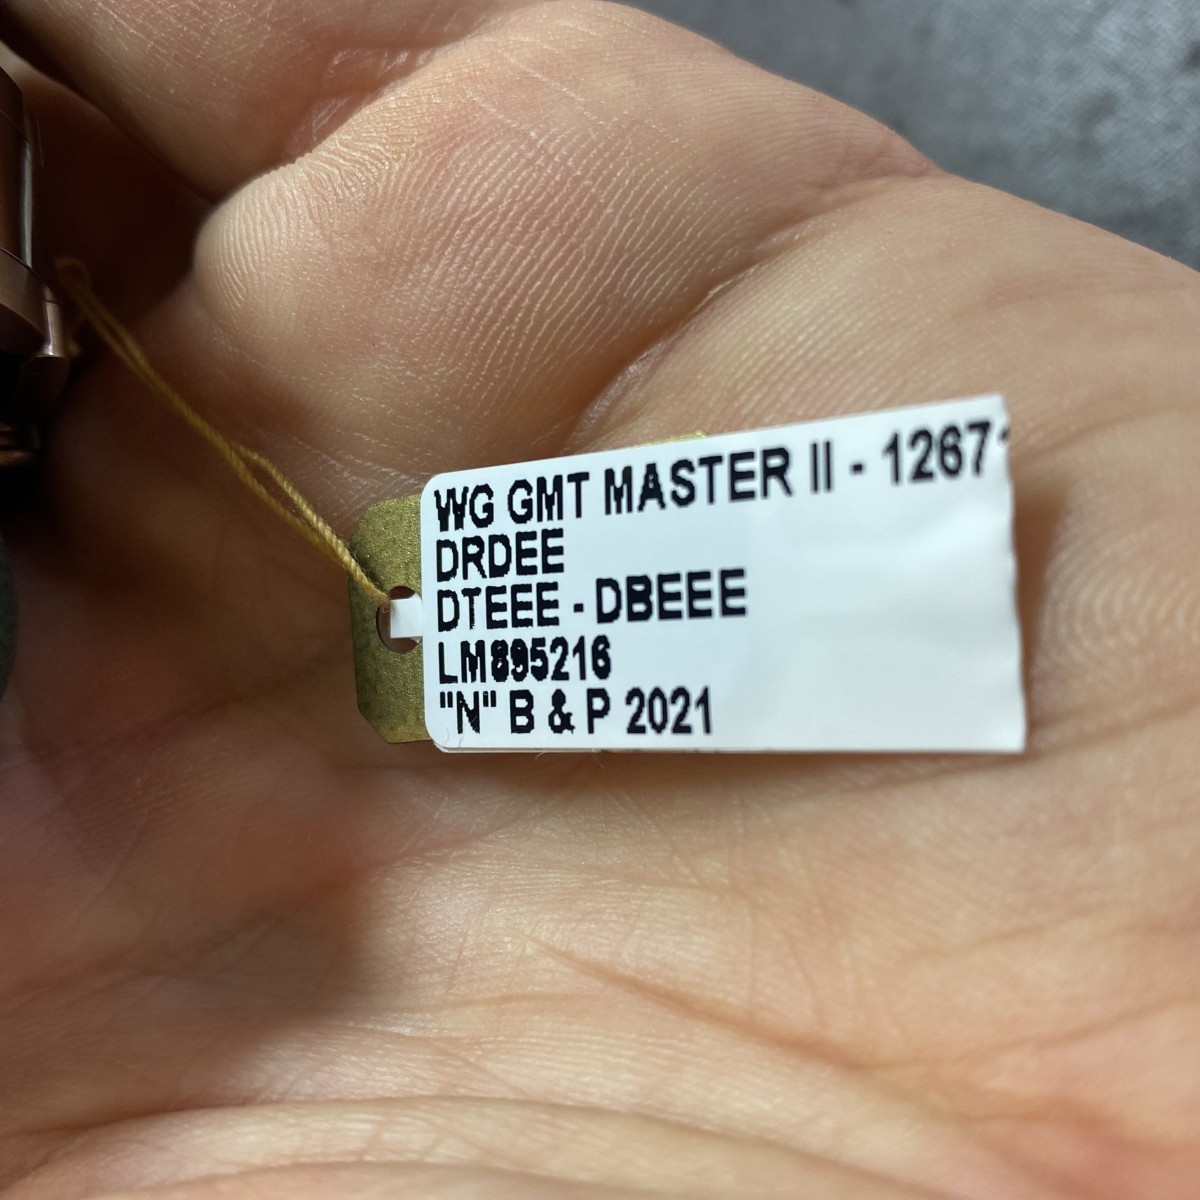 WG GMT MASTER II - 1267
DRDEE
DTEEE - DBEEE
LM895216
"N" B & P 2021